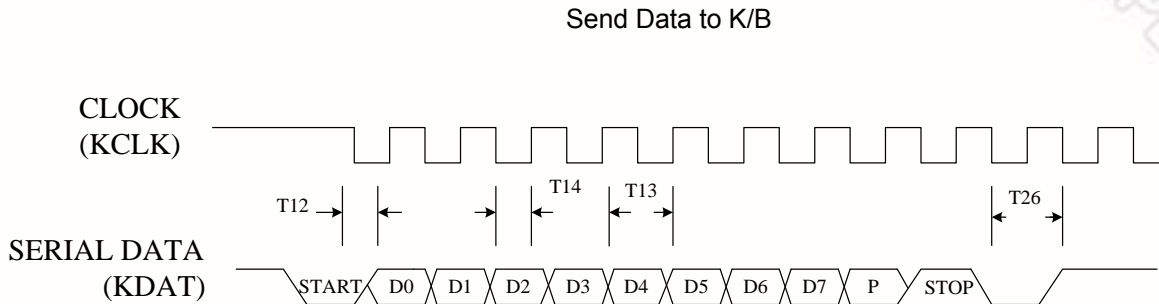 Send Data to K/B
CLOCK
(KCLK)
T12
T14
T13
T26
SERIAL DATA
(KDAT)
START D0 D1 D2 D3 D4 D5 D6 D7 P STOP